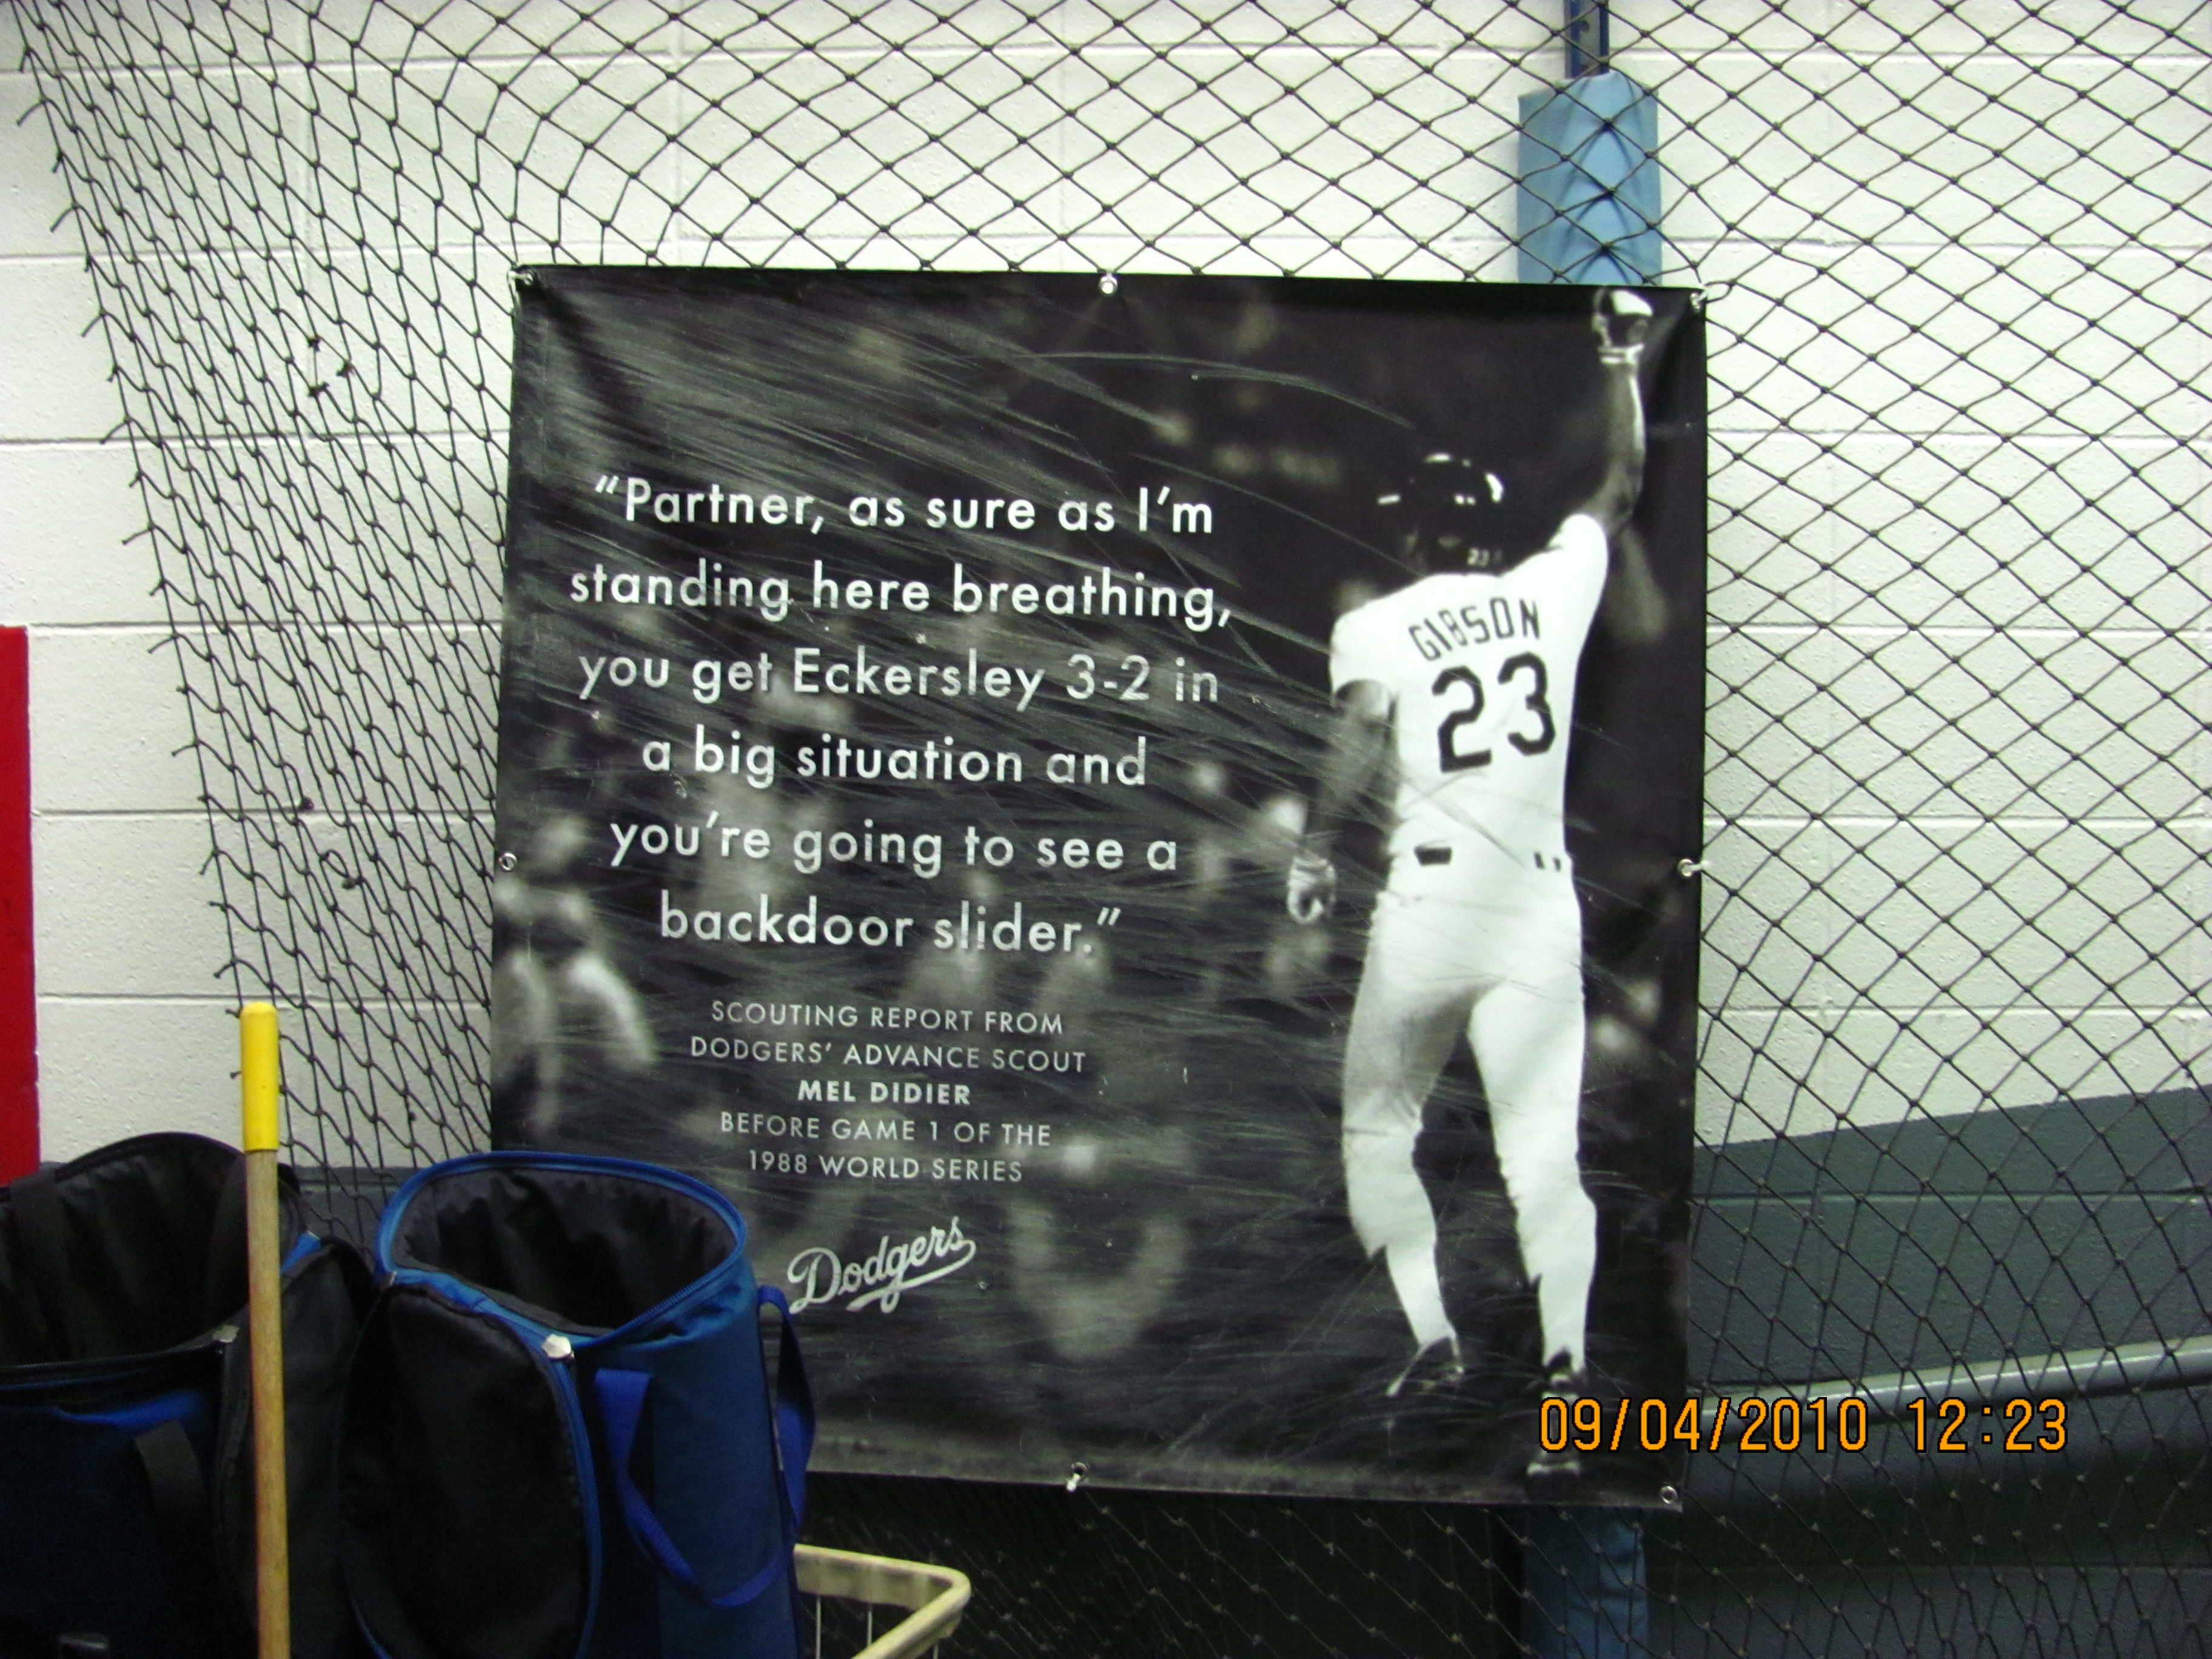 "Partner, as sure as I'm
standing here breathing,
you get Eckersley 3-2 in
a big situation and
you're going to see a
backdoor slider."
SCOUTING REPORT FROM
DODGERS' ADVANCE SCOUT
MEL DIDIER
BEFORE GAME 1 OF THE
1988 WORLD SERIES
Dodgers
23
GIBSON
23
09/04/2010 12:23